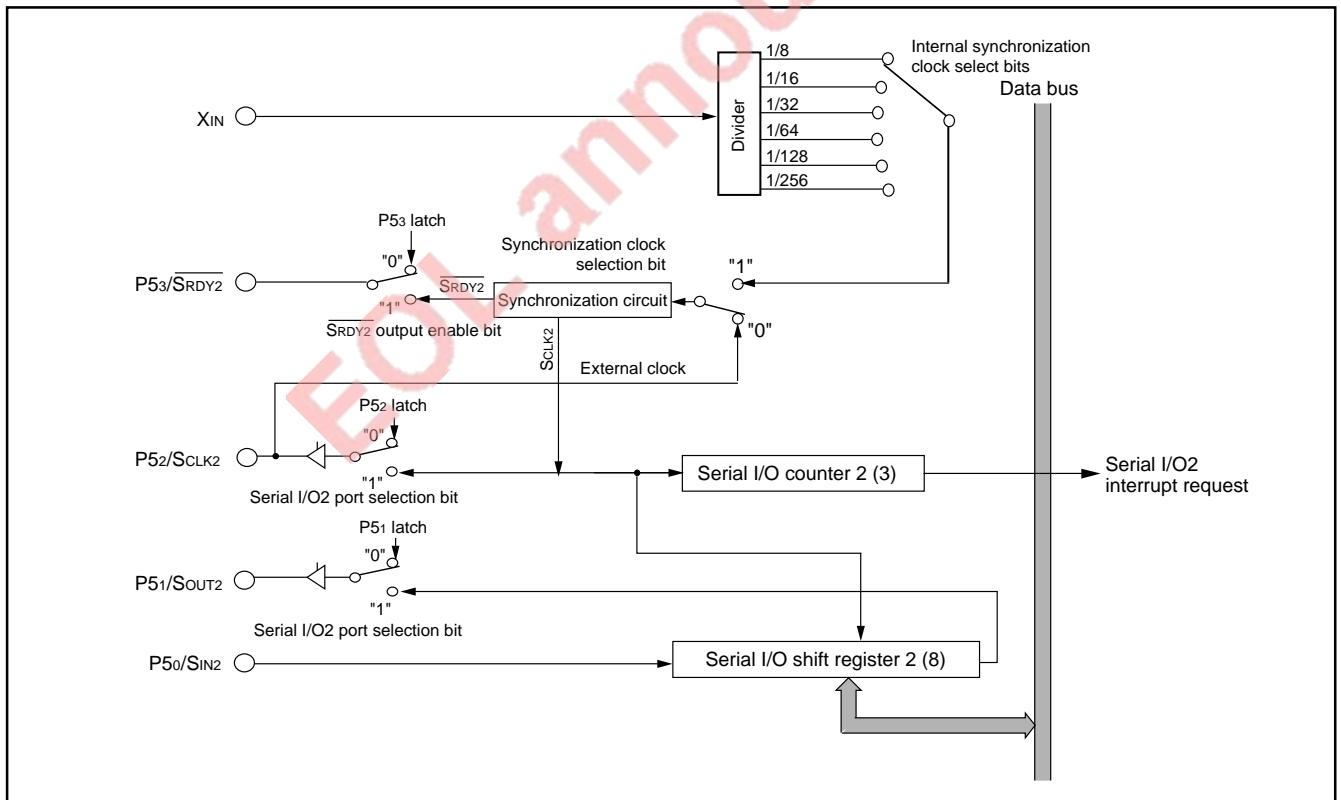 EOL annou
1/8
1/16
1/32
1/64
1/128
1/256
Divider
Internal synchronization
clock select bits
Data bus
XIN
P53 latch
"0"
P53/SRDY2
"1"
SRDY2
SRDY2 output enable bit
Synchronization clock
selection bit
Synchronization circuit
"1"
"0"
SCLK2
External clock
P52 latch
"0"
P52/SCLK2
"1"
Serial I/O2 port selection bit
Serial I/O counter 2 (3)
Serial I/O2
interrupt request
P51 latch
"0"
P51/SOUT2
"1"
Serial I/O2 port selection bit
P50/SIN2
Serial I/O shift register 2 (8)